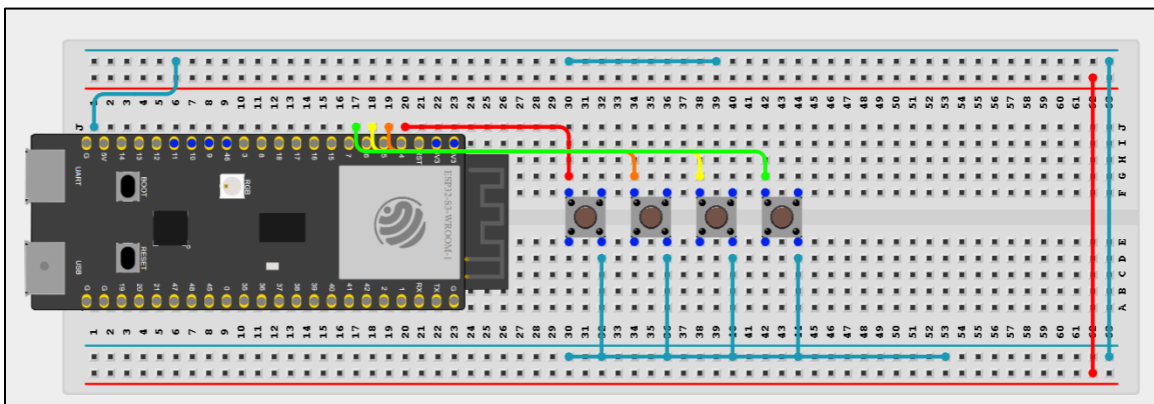 1 2 3 4 5 6 7 8 9 10 11 12 13 14 15 16 17 18 19 20 21 22 23 24 25 26 27 28 29 30 31 32 33 34 35 36 37 38 39 40 41 42 43 44 45 46 47 48 49 50 51 52 53 54 55 56 57 58 59 60 61
J J
G 5V 14 13 12 11 10 9 46 3 8 18 17 16 15 7 6 5 4 RST 3V3 3V3
I
H
UART BOOT RGB
G
F
ESP32-S3-WROOM-1
E
USB RESET
D
C
G G 19 20 21 47 48 45 0 35 36 37 38 39 40 41 42 2 1 RX TX G
B
A
1 2 3 4 5 6 7 8 9 10 11 12 13 14 15 16 17 18 19 20 21 22 23 24 25 26 27 28 29 30 31 33 34 35 37 38 39 41 42 43 45 46 47 48 49 50 51 52 53 54 55 56 57 58 59 60 61